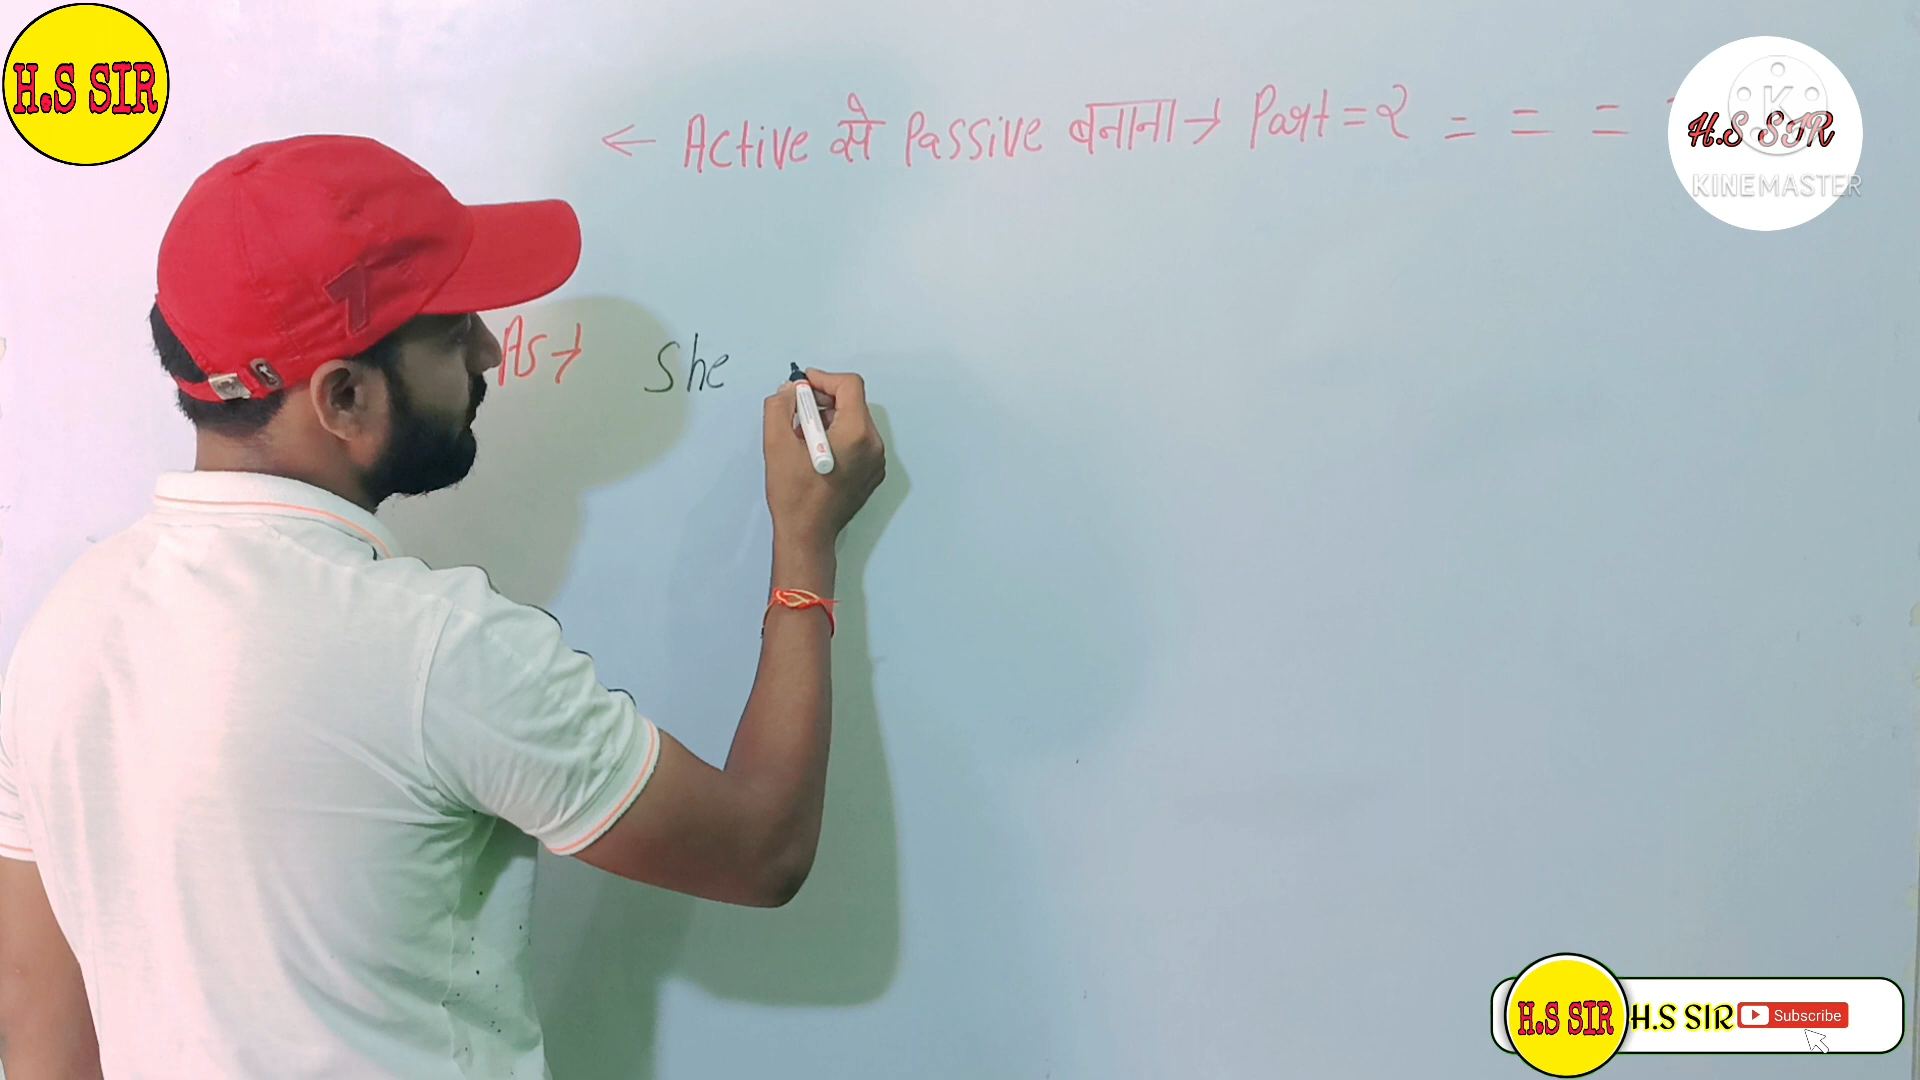 H.S SIR
← Active से Passive बनाना → Part = २ = = =
H.S SIR
KINEMASTER
As → She
H.S SIR
H.S SIR
Subscribe